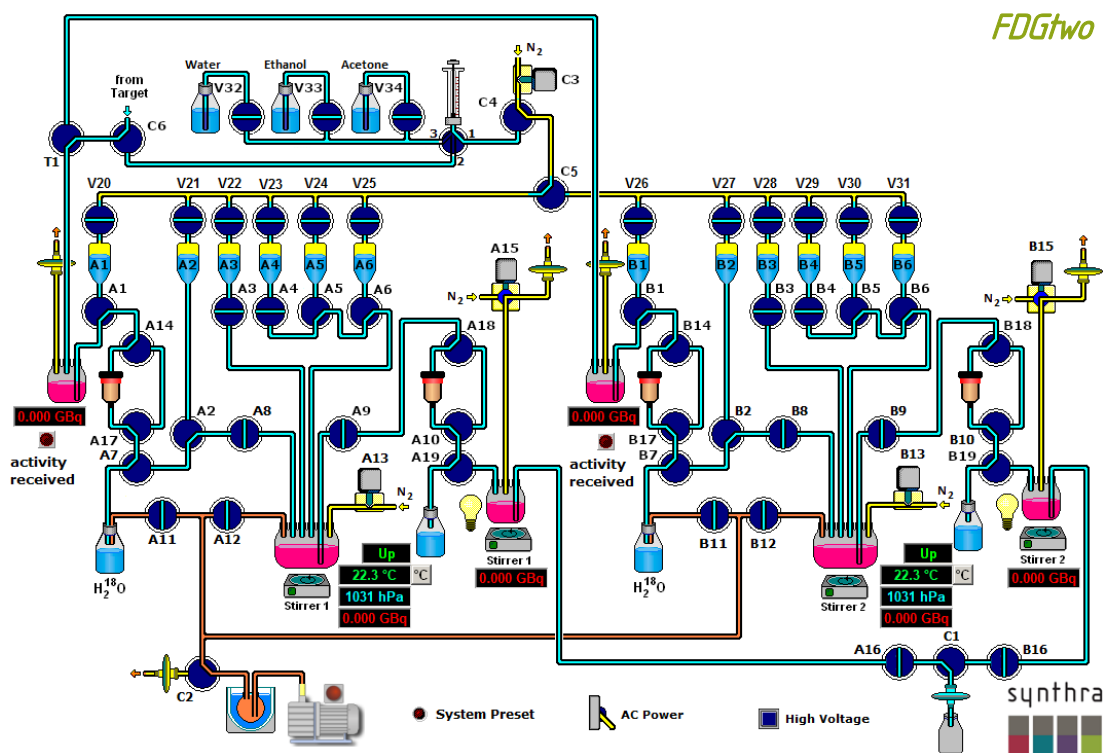 FDGtwo
N2
Water
Ethanol
Acetone
from
Target
V32
V33
V34
C3
C4
C6
T1
3
1
2
C5
V20
V21
V22
V23
V24
V25
V26
V27
V28
V29
V30
V31
A1
A2
A3
A4
A5
A6
B1
B2
B3
B4
B5
B6
A15
B15
N2
N2
A1
A3
A4
A5
A6
B1
B3
B4
B5
B6
A14
A18
B14
B18
0.000 GBq
0.000 GBq
activity
received
activity
received
A17
A7
A2
A8
A9
A10
A19
B17
B7
B2
B8
B9
B10
B19
A13
N2
B13
N2
A11
A12
B11
B12
H2 18O
H2 18O
Stirrer 1
0.000 GBq
Stirrer 2
0.000 GBq
Stirrer 1
Up
22.3 °C
°C
1031 hPa
0.000 GBq
Stirrer 2
Up
22.3 °C
°C
1031 hPa
0.000 GBq
A16
C1
B16
C2
System Preset
AC Power
High Voltage
synthra